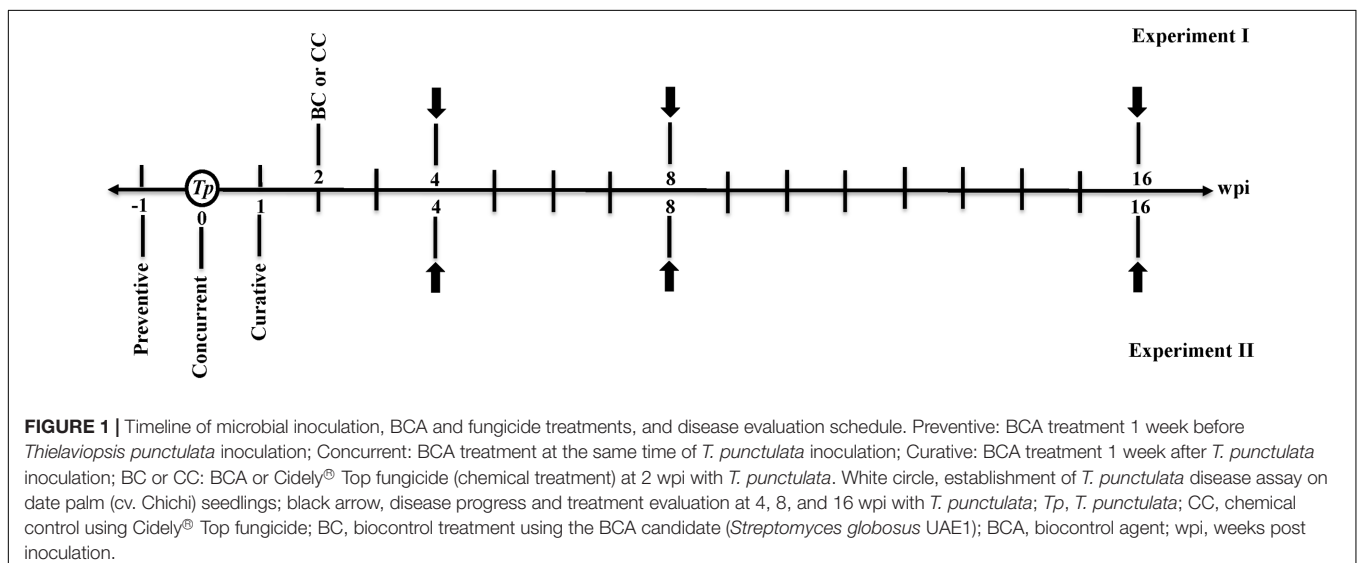 Experiment I
BC or CC
Tp
2
4
8
16
wpi
-1
0
1
4
8
16
Preventive
Concurrent
Curative
Experiment II
FIGURE 1 | Timeline of microbial inoculation, BCA and fungicide treatments, and disease evaluation schedule. Preventive: BCA treatment 1 week before
Thielaviopsis punctulata inoculation; Concurrent: BCA treatment at the same time of T. punctulata inoculation; Curative: BCA treatment 1 week after T. punctulata
inoculation; BC or CC: BCA or Cidely® Top fungicide (chemical treatment) at 2 wpi with T. punctulata. White circle, establishment of T. punctulata disease assay on
date palm (cv. Chichi) seedlings; black arrow, disease progress and treatment evaluation at 4, 8, and 16 wpi with T. punctulata; Tp, T. punctulata; CC, chemical
control using Cidely® Top fungicide; BC, biocontrol treatment using the BCA candidate (Streptomyces globosus UAE1); BCA, biocontrol agent; wpi, weeks post
inoculation.